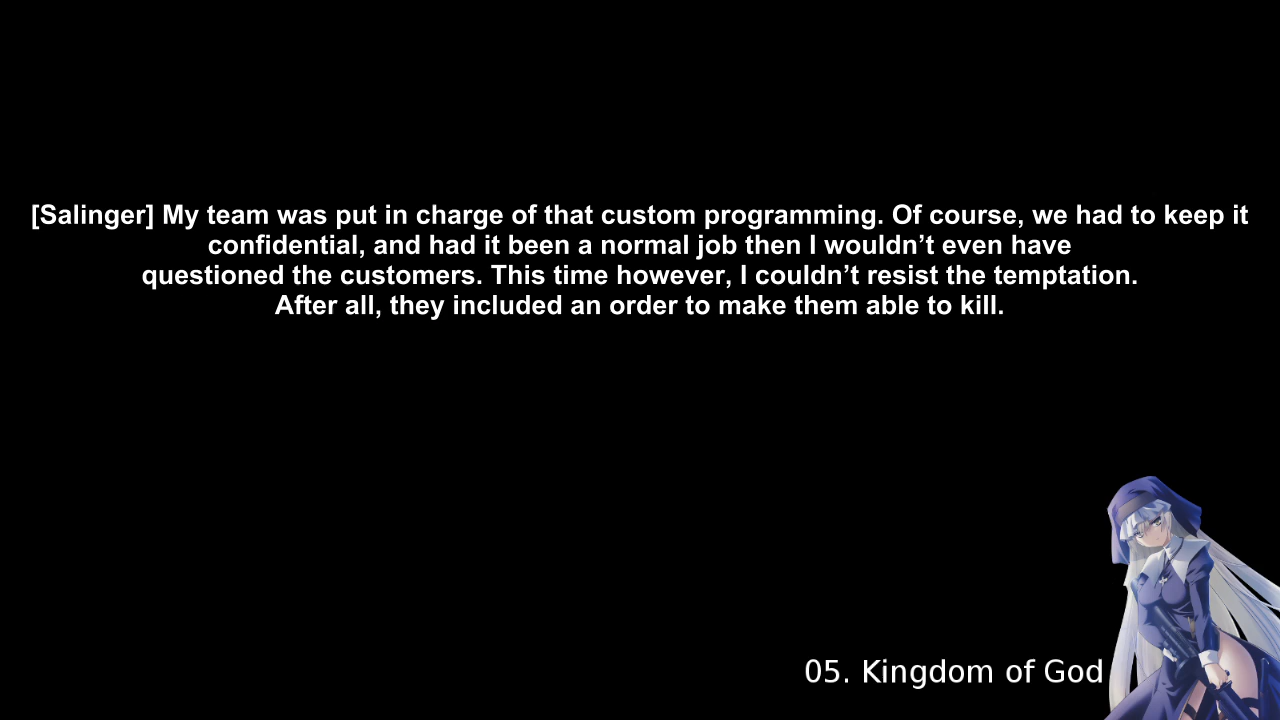 [Salinger] My team was put in charge of that custom programming. Of course, we had to keep it
confidential, and had it been a normal job then I wouldn’t even have
questioned the customers. This time however, I couldn’t resist the temptation.
After all, they included an order to make them able to kill.
05. Kingdom of God